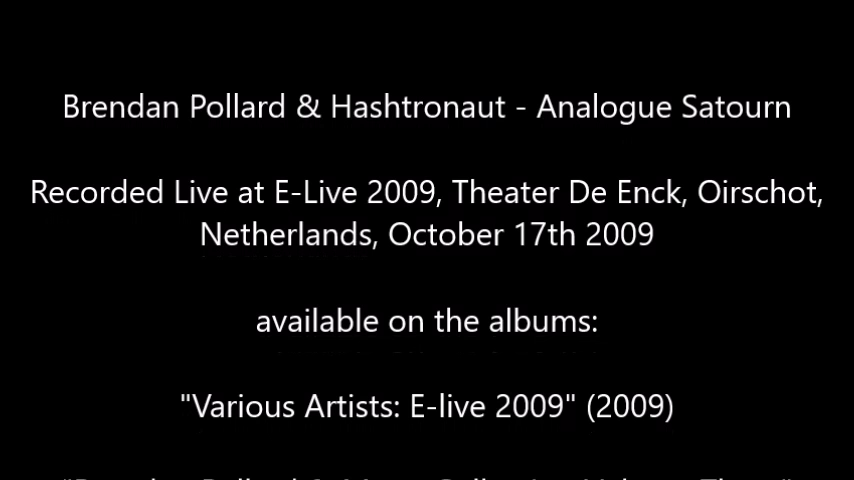 Brendan Pollard & Hashtronaut - Analogue Satourn
Recorded Live at E-Live 2009, Theater De Enck, Oirschot,
Netherlands, October 17th 2009
available on the albums:
"Various Artists: E-live 2009" (2009)